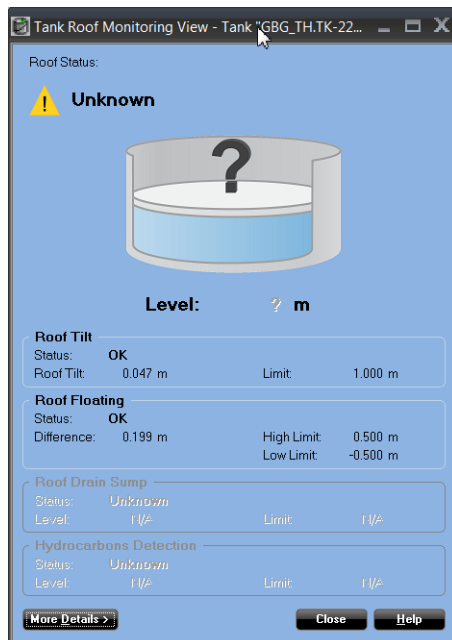 Tank Roof Monitoring View - Tank "GBG_TH.TK-22...
Roof Status:
!
Unknown
?
Level: ? m
Roof Tilt
Status: OK
Roof Tilt: 0.047 m Limit: 1.000 m
Roof Floating
Status: OK
Difference: 0.199 m High Limit: 0.500 m
Low Limit: -0.500 m
Roof Drain Sump
Status: Unknown
Level: N/A Limit: N/A
Hydrocarbons Detection
Status: Unknown
Level: N/A Limit: N/A
More Details > Close Help